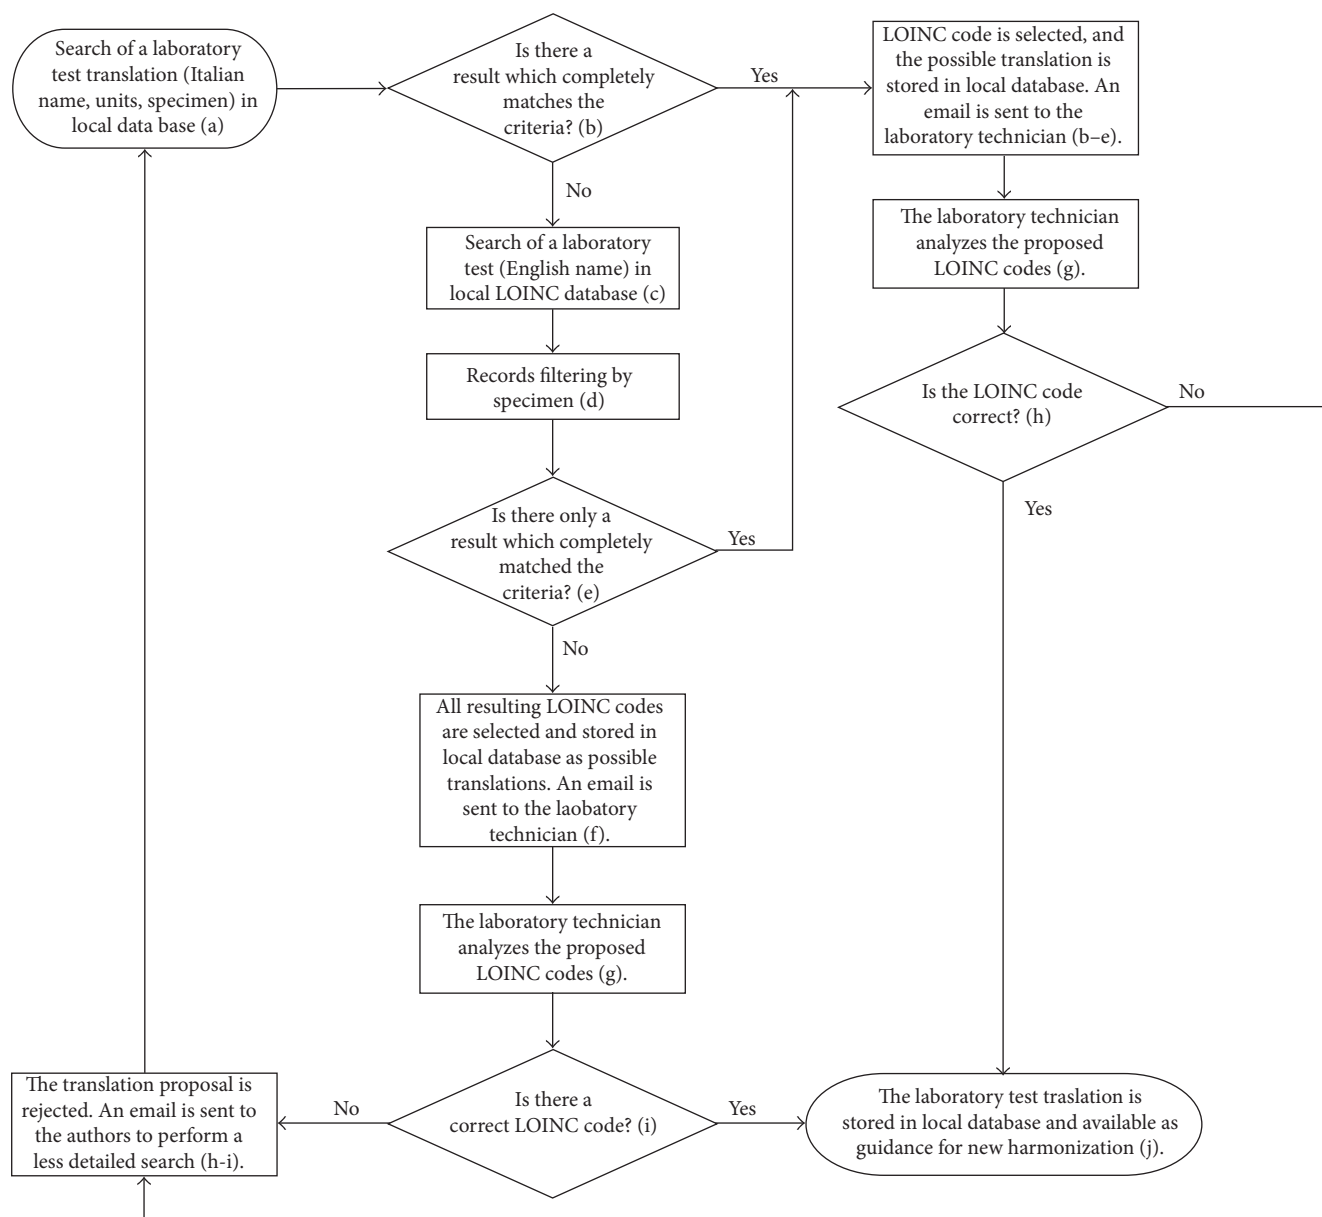 Search of a laboratory
test translation (Italian
name, units, specimen) in
local data base (a)
Is there a
result which completely
matches the
criteria? (b)
Yes
No
LOINC code is selected, and
the possible translation is
stored in local database. An
email is sent to the
laboratory technician (b–e).
The laboratory technician
analyzes the proposed
LOINC codes (g).
Search of a laboratory
test (English name) in
local LOINC database (c)
Records filtering by
specimen (d)
Is the LOINC code
correct? (h)
No
Yes
Is there only a
result which completely
matched the
criteria? (e)
Yes
No
All resulting LOINC codes
are selected and stored in
local database as possible
translations. An email is
sent to the laobatory
technician (f).
The laboratory technician
analyzes the proposed
LOINC codes (g).
Is there a
correct LOINC code? (i)
No
Yes
The translation proposal is
rejected. An email is sent to
the authors to perform a
less detailed search (h-i).
The laboratory test traslation is
stored in local database and available as
guidance for new harmonization (j).